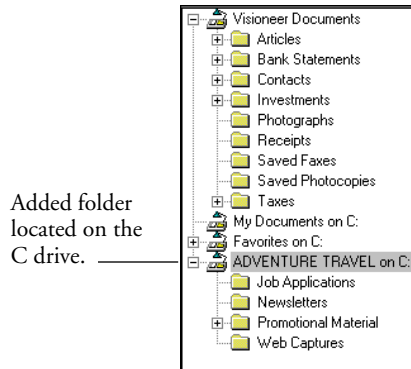 Visioneer Documents
Articles
Bank Statements
Contacts
Investments
Photographs
Receipts
Saved Faxes
Saved Photocopies
Taxes
My Documents on C:
Favorites on C:
ADVENTURE TRAVEL on C:
Job Applications
Newsletters
Promotional Material
Web Captures
Added folder
located on the
C drive.